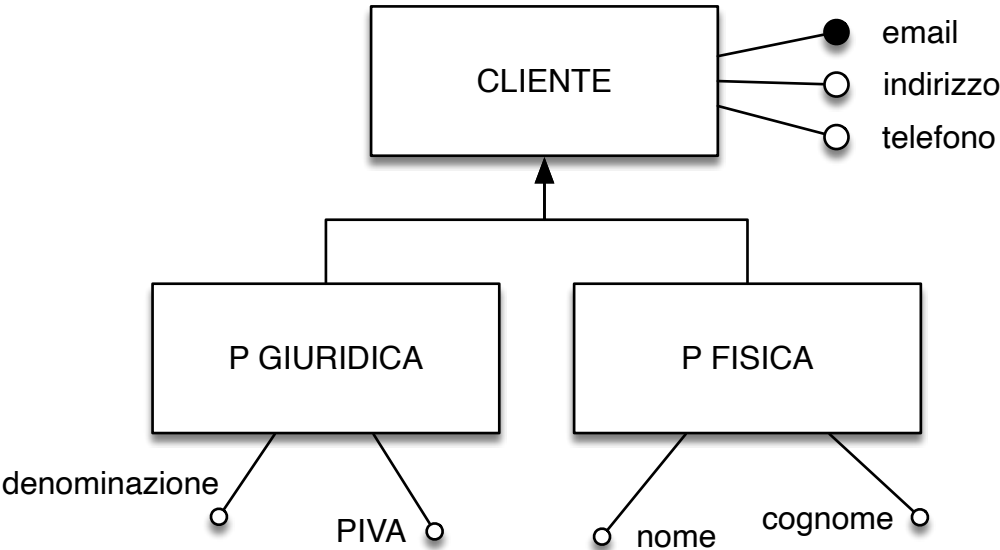 email
CLIENTE
indirizzo
telefono
P GIURIDICA
P FISICA
denominazione
PIVA
nome
cognome